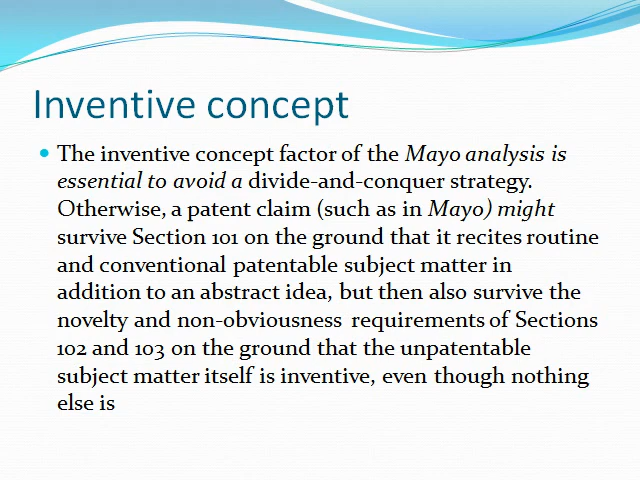 Inventive concept
• The inventive concept factor of the Mayo analysis is
essential to avoid a divide-and-conquer strategy.
Otherwise, a patent claim (such as in Mayo) might
survive Section 101 on the ground that it recites routine
and conventional patentable subject matter in
addition to an abstract idea, but then also survive the
novelty and non-obviousness requirements of Sections
102 and 103 on the ground that the unpatentable
subject matter itself is inventive, even though nothing
else is